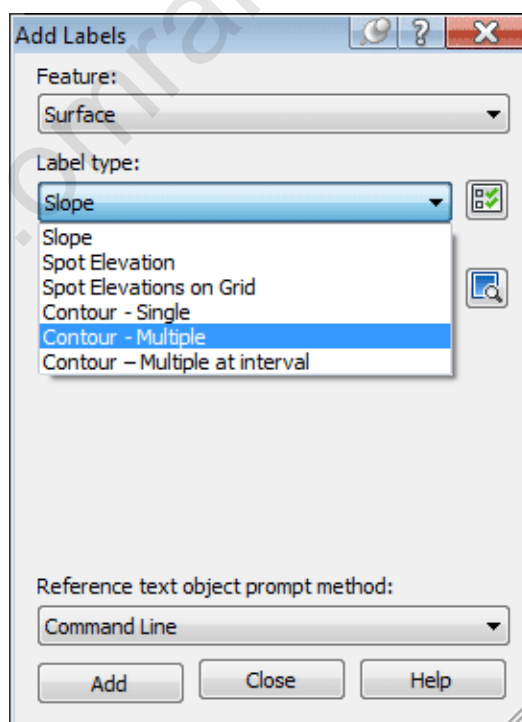 Add Labels
?
Feature:
Surface
Label type:
Slope
Slope
Spot Elevation
Spot Elevations on Grid
Contour - Single
Contour - Multiple
Contour – Multiple at interval
Reference text object prompt method:
Command Line
Add Close Help